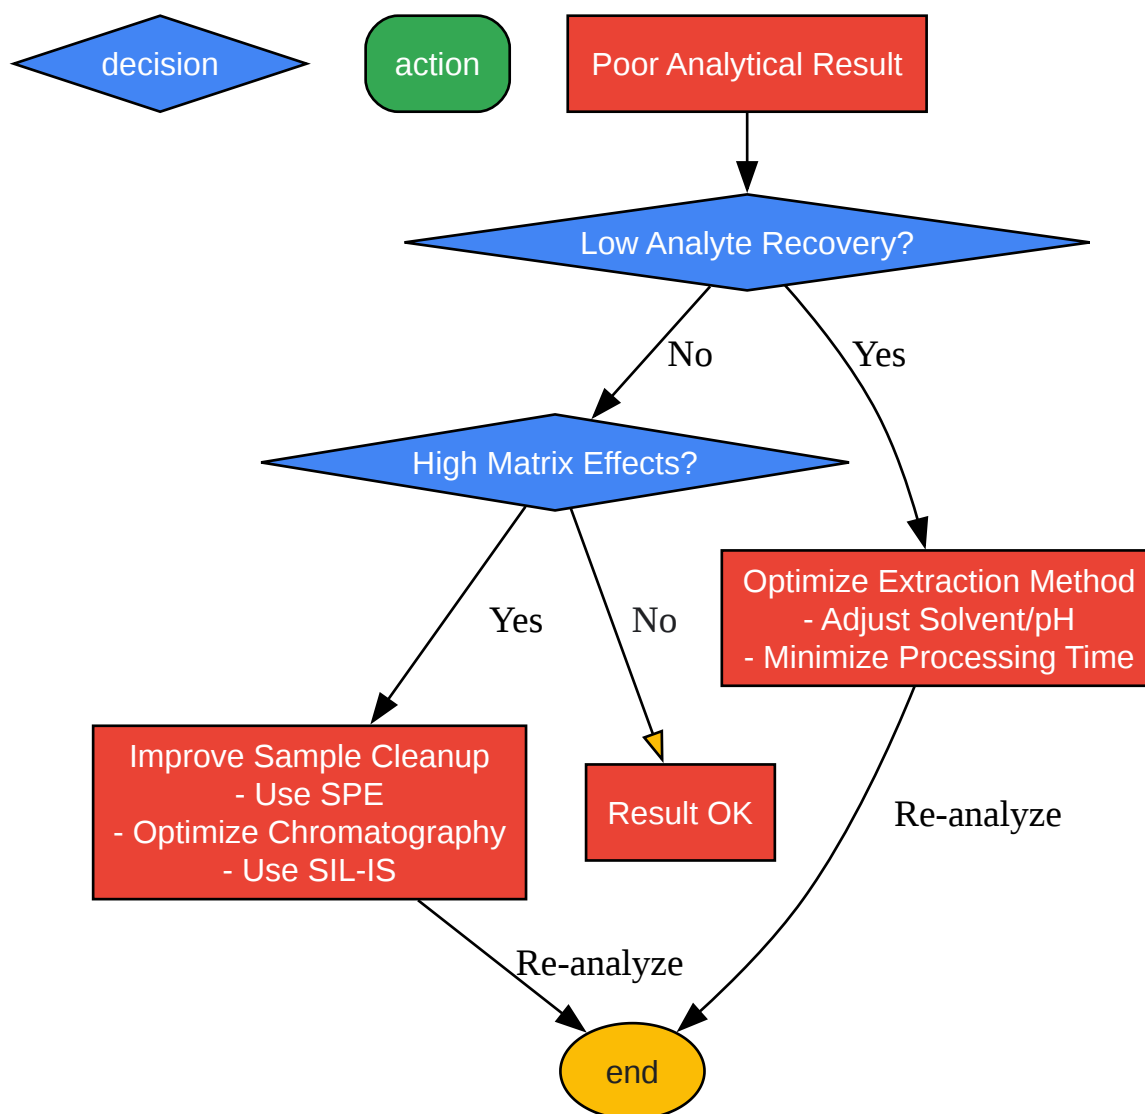 decision
action
Poor Analytical Result
Low Analyte Recovery?
No
Yes
High Matrix Effects?
Optimize Extraction Method
- Adjust Solvent/pH
- Minimize Processing Time
Yes
No
Improve Sample Cleanup
- Use SPE
- Optimize Chromatography
- Use SIL-IS
Result OK
Re-analyze
Re-analyze
end